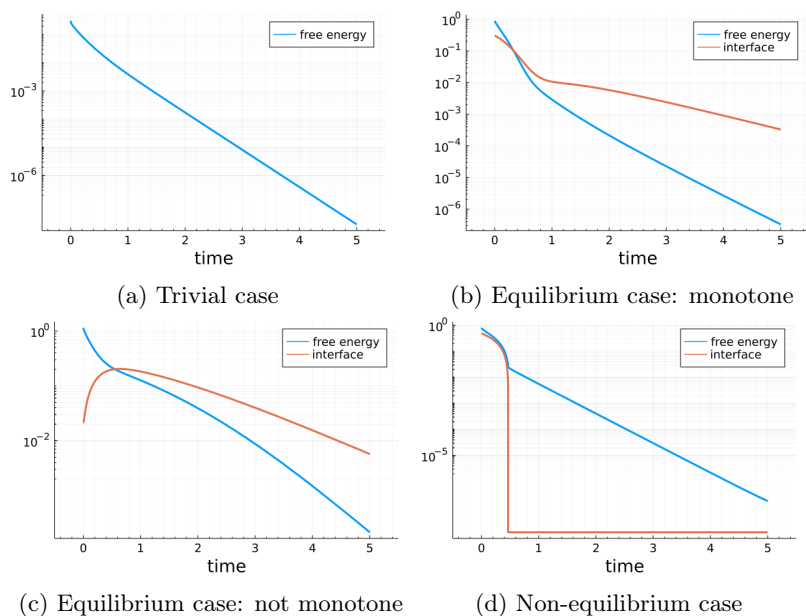 free energy
10^-3
10^-6
0 1 2 3 4 5
time
(a) Trivial case
10^0
10^-1
10^-2
10^-3
10^-4
10^-5
10^-6
free energy
interface
0 1 2 3 4 5
time
(b) Equilibrium case: monotone
10^0
10^-2
free energy
interface
0 1 2 3 4 5
time
(c) Equilibrium case: not monotone
10^0
10^-5
free energy
interface
0 1 2 3 4 5
time
(d) Non-equilibrium case